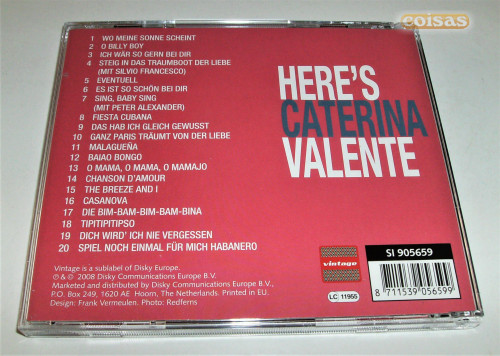 coisas
1 WO MEINE SONNE SCHEINT
2 O BILLY BOY
3 ICH WÄR SO GERN BEI DIR
4 STEIG IN DAS TRAUMBOOT DER LIEBE
(MIT SILVIO FRANCESCO)
5 EVENTUELL
6 ES IST SO SCHÖN BEI DIR
7 SING, BABY SING
(MIT PETER ALEXANDER)
8 FIESTA CUBANA
9 DAS HAB ICH GLEICH GEWUSST
10 GANZ PARIS TRÄUMT VON DER LIEBE
11 MALAGUEÑA
12 BAIAO BONGO
13 O MAMA, O MAMA, O MAMAJO
14 CHANSON D'AMOUR
15 THE BREEZE AND I
16 CASANOVA
17 DIE BIM-BAM-BIM-BAM-BINA
18 TIPITIPITIPSO
19 DICH WIRD' ICH NIE VERGESSEN
20 SPIEL NOCH EINMAL FÜR MICH HABANERO
HERE'S
CATERINA
VALENTE
Vintage is a sublabel of Disky Europe.
℗ & © 2008 Disky Communications Europe B.V.
Marketed and distributed by Disky Communications Europe B.V.,
P.O. Box 249, 1620 AE Hoorn, The Netherlands. Printed in EU.
Design: Frank Vermeulen. Photo: Redferns
vintage
LC 11955
SI 905659
8 711539 056599